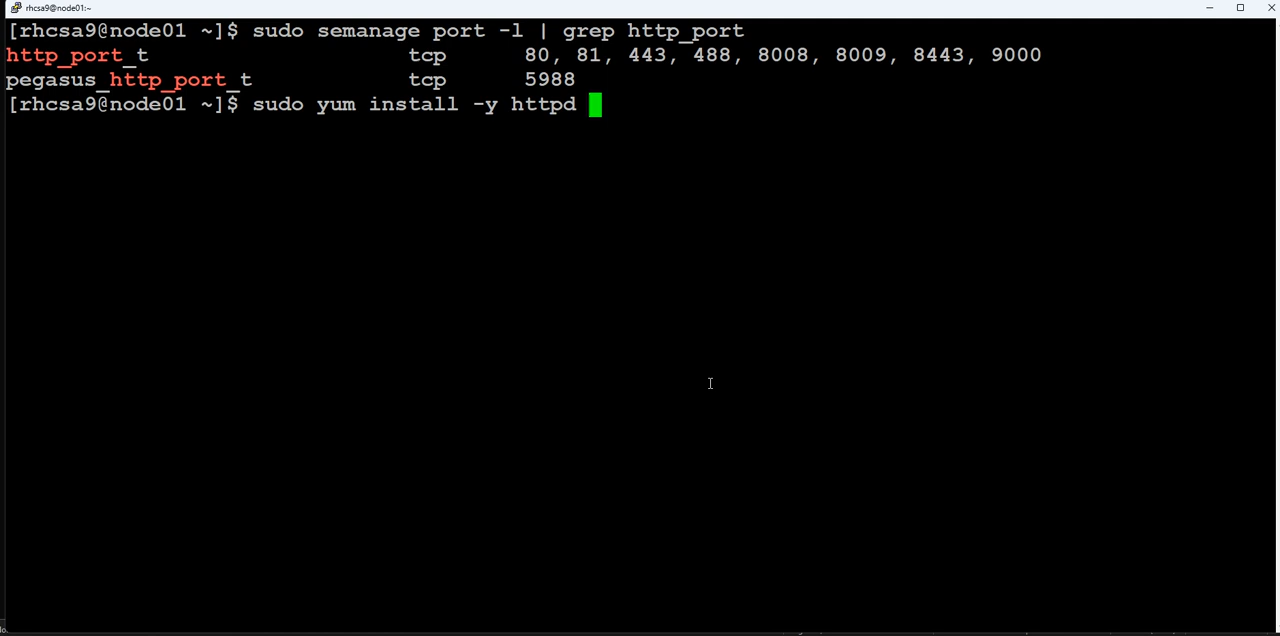 rhcsa9@node01:~
[rhcsa9@node01 ~]$ sudo semanage port -l | grep http_port
http_port_t                    tcp      80, 81, 443, 488, 8008, 8009, 8443, 9000
pegasus_http_port_t            tcp      5988
[rhcsa9@node01 ~]$ sudo yum install -y httpd